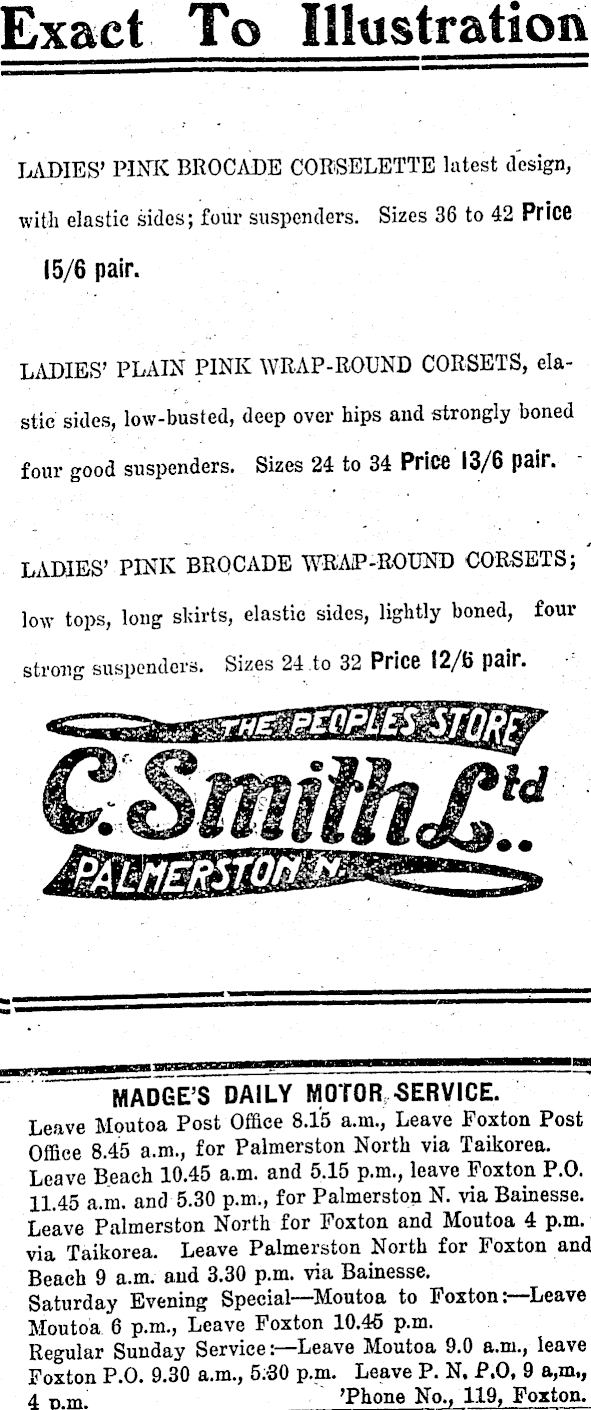 Exact To Illustration
LADIES' PINK BROCADE CORSELETTE latest design,
with elastic sides; four suspenders. Sizes 36 to 42 Price
15/6 pair.
LADIES' PLAIN PINK WRAP-ROUND CORSETS, ela-
stic sides, low-busted, deep over hips and strongly boned
four good suspenders. Sizes 24 to 34 Price 13/6 pair.
LADIES' PINK BROCADE WRAP-ROUND CORSETS;
low tops, long skirts, elastic sides, lightly boned, four
strong suspenders. Sizes 24 to 32 Price 12/6 pair.
THE PEOPLES STORE
C. Smith Ltd..
PALMERSTON N.
MADGE'S DAILY MOTOR SERVICE.
Leave Moutoa Post Office 8.15 a.m., Leave Foxton Post
Office 8.45 a.m., for Palmerston North via Taikorea.
Leave Beach 10.45 a.m. and 5.15 p.m., leave Foxton P.O.
11.45 a.m. and 5.30 p.m., for Palmerston N. via Bainesse.
Leave Palmerston North for Foxton and Moutoa 4 p.m.
via Taikorea. Leave Palmerston North for Foxton and
Beach 9 a.m. and 3.30 p.m. via Bainesse.
Saturday Evening Special—Moutoa to Foxton:—Leave
Moutoa 6 p.m., Leave Foxton 10.45 p.m.
Regular Sunday Service:—Leave Moutoa 9.0 a.m., leave
Foxton P.O. 9.30 a.m., 5.30 p.m. Leave P. N. P.O, 9 a,m,,
4 p.m. 'Phone No., 119, Foxton.